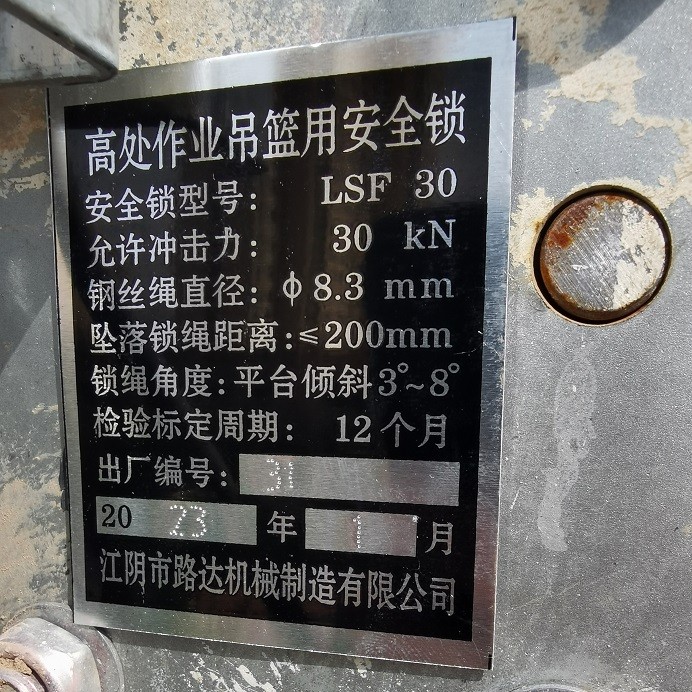 高处作业吊篮用安全锁
安全锁型号: LSF 30
允许冲击力: 30 kN
钢丝绳直径: ф8.3 mm
坠落锁绳距离:≤200mm
锁绳角度:平台倾斜3°~8°
检验标定周期: 12个月
出厂编号: 31
20 23 年 1 月
江阴市路达机械制造有限公司